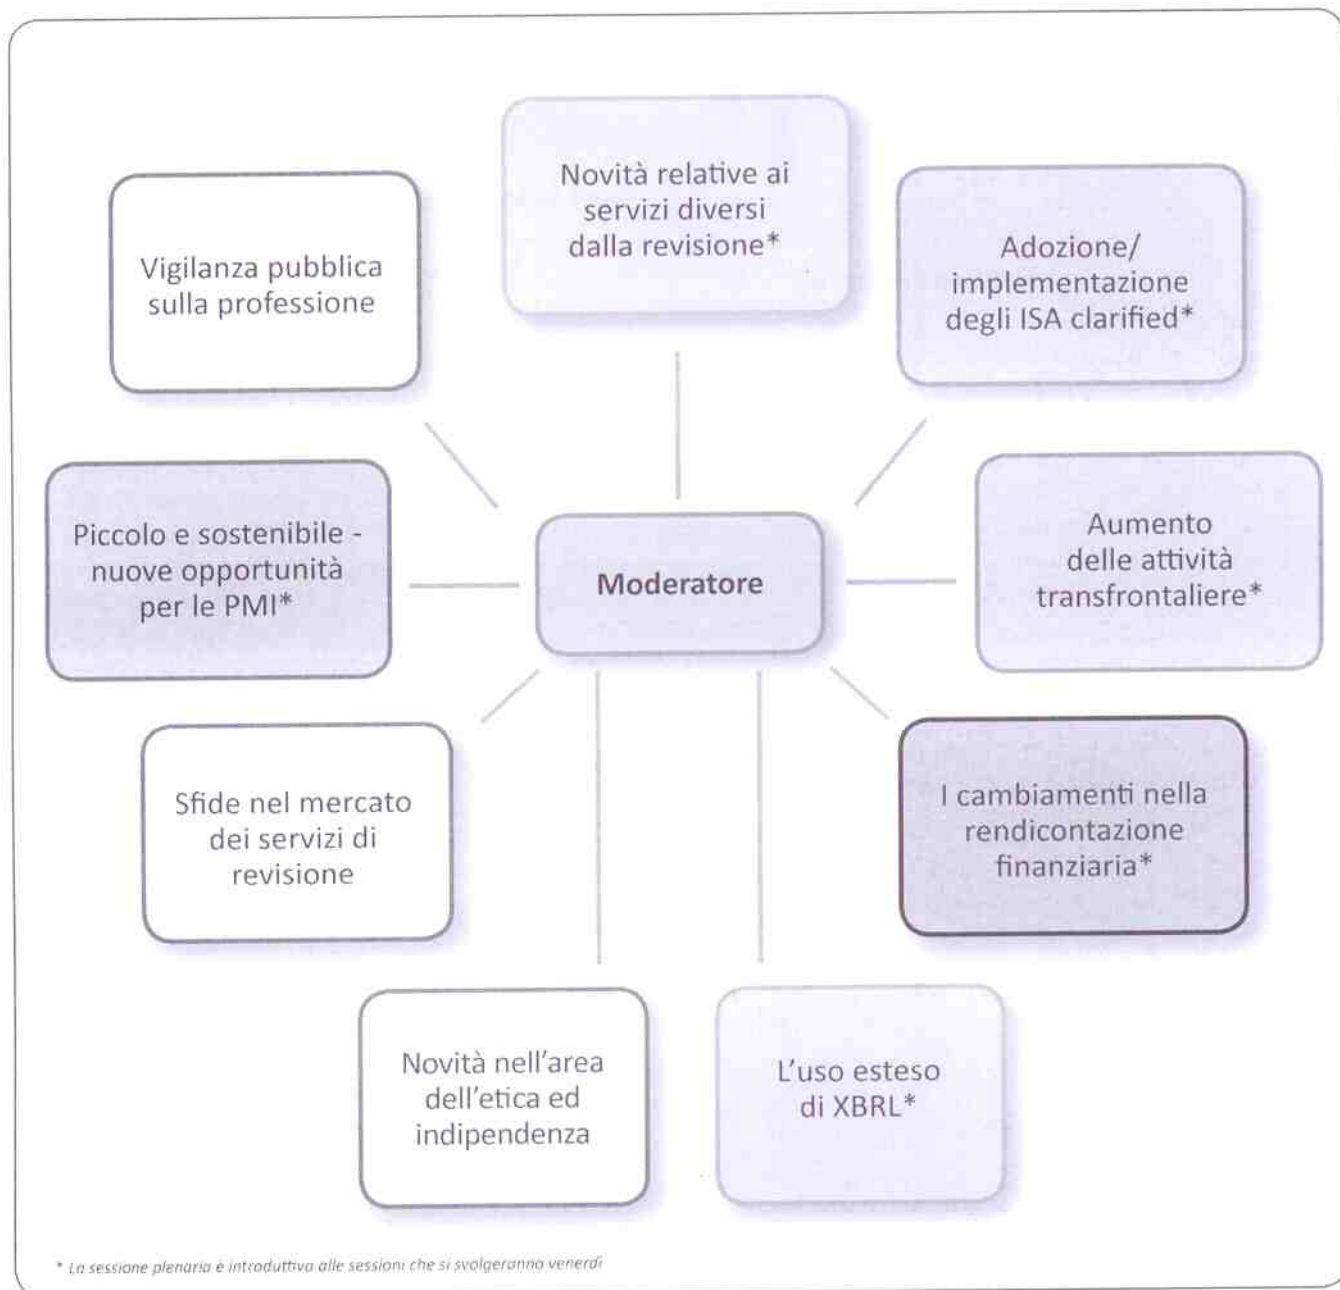 Novità relative ai
servizi diversi
dalla revisione*
Vigilanza pubblica
sulla professione
Adozione/
implementazione
degli ISA clarified*
Piccolo e sostenibile -
nuove opportunità
per le PMI*
Moderatore
Aumento
delle attività
transfrontaliere*
Sfide nel mercato
dei servizi di
revisione
I cambiamenti nella
rendicontazione
finanziaria*
Novità nell'area
dell'etica ed
indipendenza
L'uso esteso
di XBRL*
* La sessione plenaria è introduttiva alle sessioni che si svolgeranno venerdì